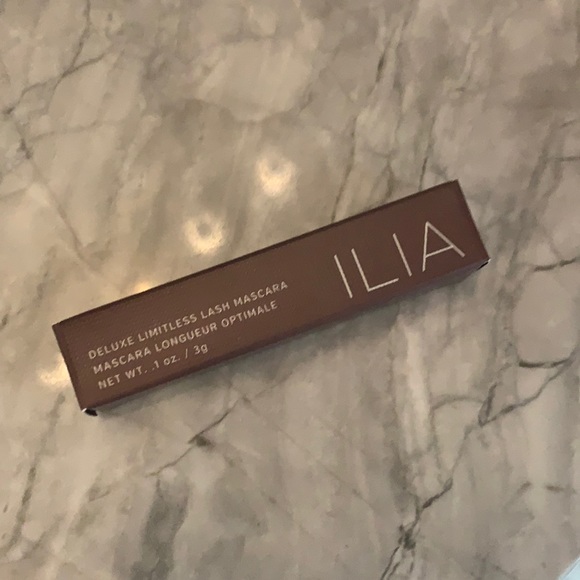 DELUXE LIMITLESS LASH MASCARA
MASCARA LONGUEUR OPTIMALE
NET WT. .1 oz. / 3g
ILIA